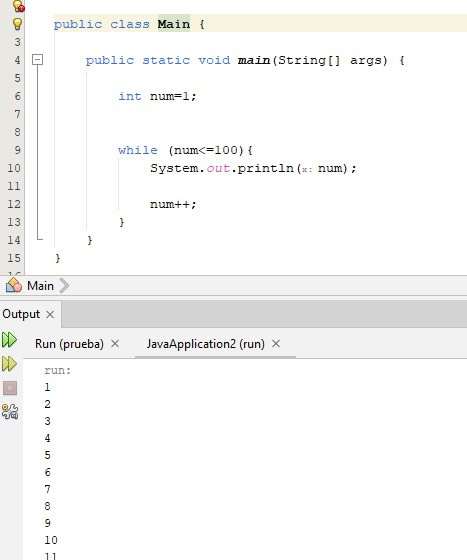 public class Main {
3
4 public static void main(String[] args) {
5
6 int num=1;
7
8
9 while (num<=100){
10 System.out.println(x: num);
11
12 num++;
13 }
14 }
15 }
Main
Output ×
Run (prueba) × JavaApplication2 (run) ×
run:
1
2
3
4
5
6
7
8
9
10
11